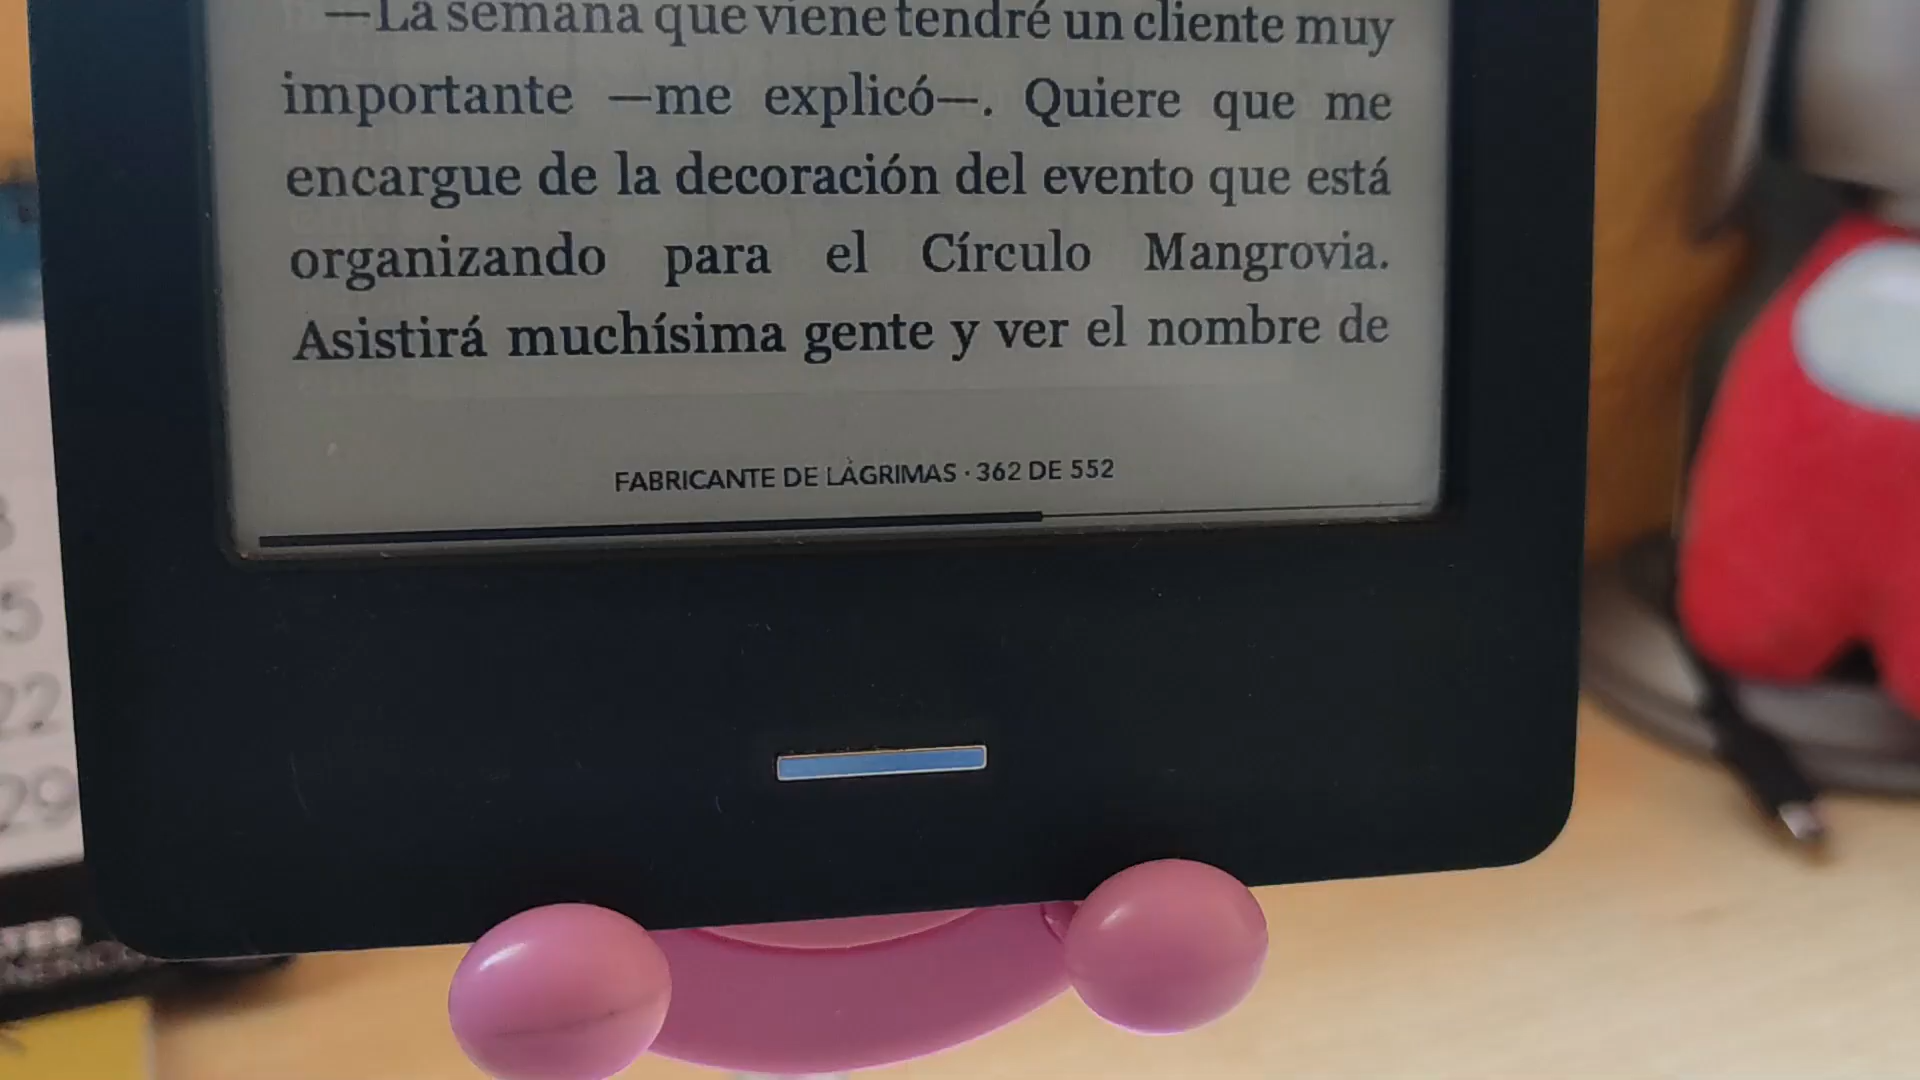 —La semana que viene tendré un cliente muy
importante —me explicó—. Quiere que me
encargue de la decoración del evento que está
organizando para el Círculo Mangrovia.
Asistirá muchísima gente y ver el nombre de
FABRICANTE DE LÁGRIMAS · 362 DE 552
22
29